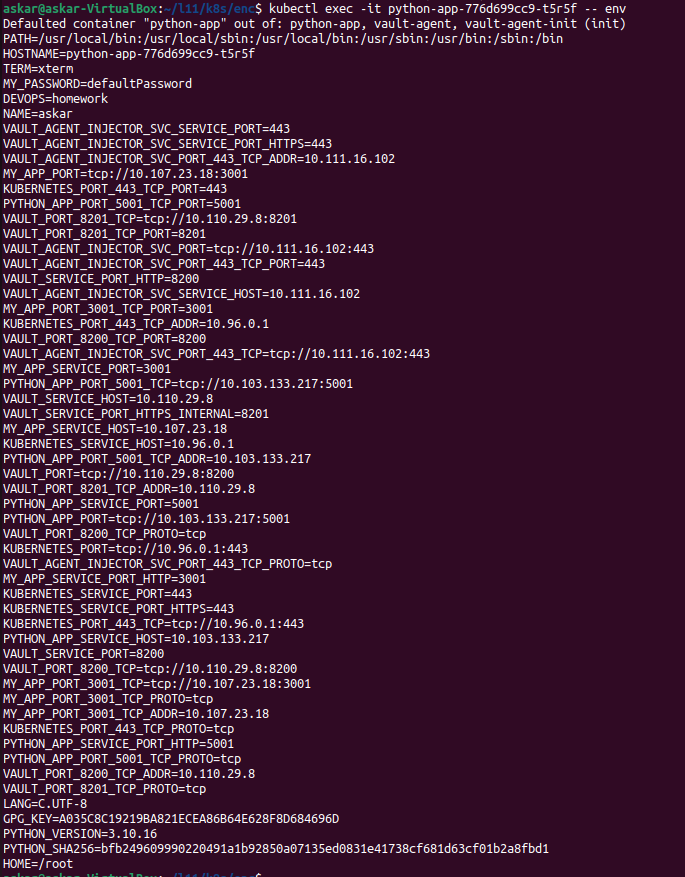 askar@askar-VirtualBox:~/l11/k8s/enc$ kubectl exec -it python-app-776d699cc9-t5r5f -- env
Defaulted container "python-app" out of: python-app, vault-agent, vault-agent-init (init)
PATH=/usr/local/bin:/usr/local/sbin:/usr/local/bin:/usr/sbin:/usr/bin:/sbin:/bin
HOSTNAME=python-app-776d699cc9-t5r5f
TERM=xterm
MY_PASSWORD=defaultPassword
DEVOPS=homework
NAME=askar
VAULT_AGENT_INJECTOR_SVC_SERVICE_PORT=443
VAULT_AGENT_INJECTOR_SVC_SERVICE_PORT_HTTPS=443
VAULT_AGENT_INJECTOR_SVC_PORT_443_TCP_ADDR=10.111.16.102
MY_APP_PORT=tcp://10.107.23.18:3001
KUBERNETES_PORT_443_TCP_PORT=443
PYTHON_APP_PORT_5001_TCP_PORT=5001
VAULT_PORT_8201_TCP=tcp://10.110.29.8:8201
VAULT_PORT_8201_TCP_PORT=8201
VAULT_AGENT_INJECTOR_SVC_PORT=tcp://10.111.16.102:443
VAULT_AGENT_INJECTOR_SVC_PORT_443_TCP_PORT=443
VAULT_SERVICE_PORT_HTTP=8200
VAULT_AGENT_INJECTOR_SVC_SERVICE_HOST=10.111.16.102
MY_APP_PORT_3001_TCP_PORT=3001
KUBERNETES_PORT_443_TCP_ADDR=10.96.0.1
VAULT_PORT_8200_TCP_PORT=8200
VAULT_AGENT_INJECTOR_SVC_PORT_443_TCP=tcp://10.111.16.102:443
MY_APP_SERVICE_PORT=3001
PYTHON_APP_PORT_5001_TCP=tcp://10.103.133.217:5001
VAULT_SERVICE_HOST=10.110.29.8
VAULT_SERVICE_PORT_HTTPS_INTERNAL=8201
MY_APP_SERVICE_HOST=10.107.23.18
KUBERNETES_SERVICE_HOST=10.96.0.1
PYTHON_APP_PORT_5001_TCP_ADDR=10.103.133.217
VAULT_PORT=tcp://10.110.29.8:8200
VAULT_PORT_8201_TCP_ADDR=10.110.29.8
PYTHON_APP_SERVICE_PORT=5001
PYTHON_APP_PORT=tcp://10.103.133.217:5001
VAULT_PORT_8200_TCP_PROTO=tcp
KUBERNETES_PORT=tcp://10.96.0.1:443
VAULT_AGENT_INJECTOR_SVC_PORT_443_TCP_PROTO=tcp
MY_APP_SERVICE_PORT_HTTP=3001
KUBERNETES_SERVICE_PORT=443
KUBERNETES_SERVICE_PORT_HTTPS=443
KUBERNETES_PORT_443_TCP=tcp://10.96.0.1:443
PYTHON_APP_SERVICE_HOST=10.103.133.217
VAULT_SERVICE_PORT=8200
VAULT_PORT_8200_TCP=tcp://10.110.29.8:8200
MY_APP_PORT_3001_TCP=tcp://10.107.23.18:3001
MY_APP_PORT_3001_TCP_PROTO=tcp
MY_APP_PORT_3001_TCP_ADDR=10.107.23.18
KUBERNETES_PORT_443_TCP_PROTO=tcp
PYTHON_APP_SERVICE_PORT_HTTP=5001
PYTHON_APP_PORT_5001_TCP_PROTO=tcp
VAULT_PORT_8200_TCP_ADDR=10.110.29.8
VAULT_PORT_8201_TCP_PROTO=tcp
LANG=C.UTF-8
GPG_KEY=A035C8C19219BA821ECEA86B64E628F8D684696D
PYTHON_VERSION=3.10.16
PYTHON_SHA256=bfb249609990220491a1b92850a07135ed0831e41738cf681d63cf01b2a8fbd1
HOME=/root
askar@askar-VirtualBox:~/l11/k8s/enc$